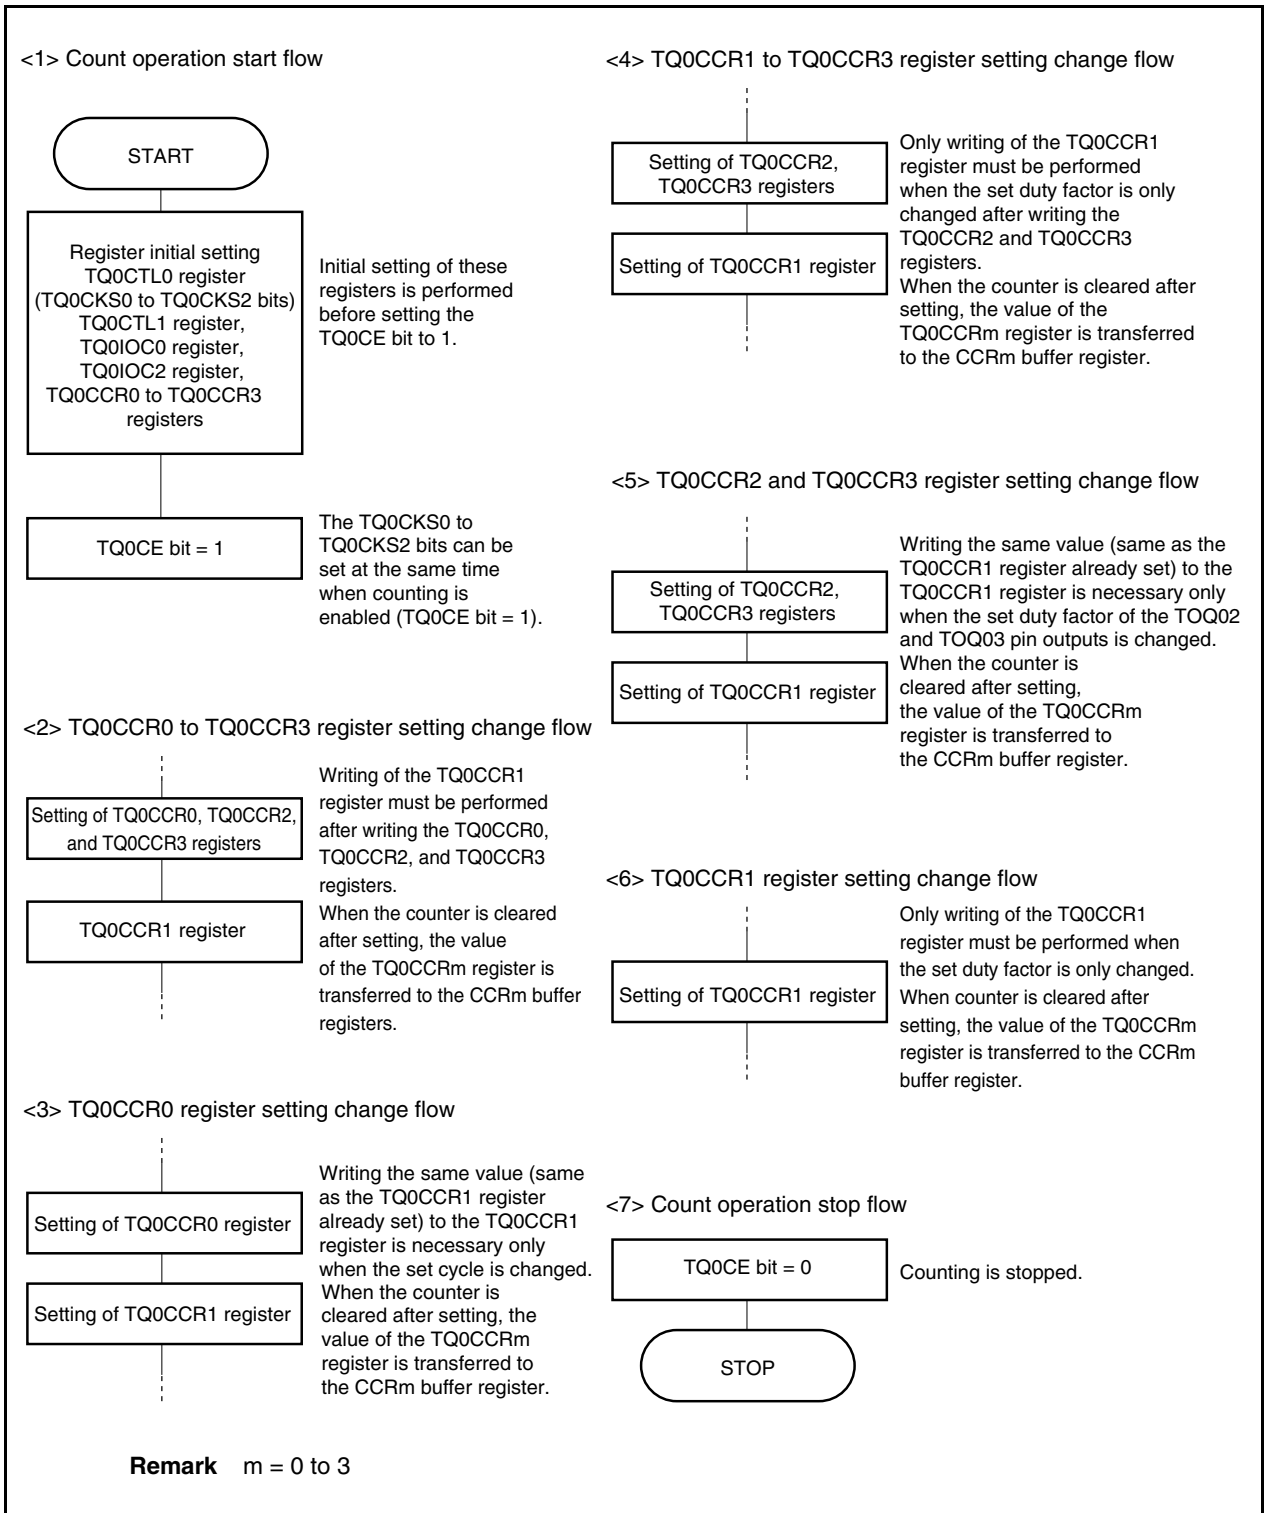 <1> Count operation start flow
START
Register initial setting
TQ0CTL0 register
(TQ0CKS0 to TQ0CKS2 bits)
TQ0CTL1 register,
TQ0IOC0 register,
TQ0IOC2 register,
TQ0CCR0 to TQ0CCR3
registers
Initial setting of these
registers is performed
before setting the
TQ0CE bit to 1.
TQ0CE bit = 1
The TQ0CKS0 to
TQ0CKS2 bits can be
set at the same time
when counting is
enabled (TQ0CE bit = 1).
<2> TQ0CCR0 to TQ0CCR3 register setting change flow
Setting of TQ0CCR0, TQ0CCR2,
and TQ0CCR3 registers
TQ0CCR1 register
Writing of the TQ0CCR1
register must be performed
after writing the TQ0CCR0,
TQ0CCR2, and TQ0CCR3
registers.
When the counter is cleared
after setting, the value
of the TQ0CCRm register is
transferred to the CCRm buffer
registers.
<3> TQ0CCR0 register setting change flow
Setting of TQ0CCR0 register
Setting of TQ0CCR1 register
Writing the same value (same
as the TQ0CCR1 register
already set) to the TQ0CCR1
register is necessary only
when the set cycle is changed.
When the counter is
cleared after setting, the
value of the TQ0CCRm
register is transferred to
the CCRm buffer register.
<4> TQ0CCR1 to TQ0CCR3 register setting change flow
Setting of TQ0CCR2,
TQ0CCR3 registers
Setting of TQ0CCR1 register
Only writing of the TQ0CCR1
register must be performed
when the set duty factor is only
changed after writing the
TQ0CCR2 and TQ0CCR3
registers.
When the counter is cleared after
setting, the value of the
TQ0CCRm register is transferred
to the CCRm buffer register.
<5> TQ0CCR2 and TQ0CCR3 register setting change flow
Setting of TQ0CCR2,
TQ0CCR3 registers
Setting of TQ0CCR1 register
Writing the same value (same as the
TQ0CCR1 register already set) to the
TQ0CCR1 register is necessary only
when the set duty factor of the TOQ02
and TOQ03 pin outputs is changed.
When the counter is
cleared after setting,
the value of the TQ0CCRm
register is transferred to
the CCRm buffer register.
<6> TQ0CCR1 register setting change flow
Setting of TQ0CCR1 register
Only writing of the TQ0CCR1
register must be performed when
the set duty factor is only changed.
When counter is cleared after
setting, the value of the TQ0CCRm
register is transferred to the CCRm
buffer register.
<7> Count operation stop flow
TQ0CE bit = 0
Counting is stopped.
STOP
Remark m = 0 to 3